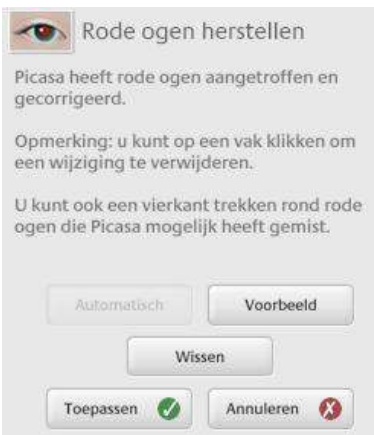 Rode ogen herstellen
Picasa heeft rode ogen aangetroffen en
gecorrigeerd.
Opmerking: u kunt op een vak klikken om
een wijziging te verwijderen.
U kunt ook een vierkant trekken rond rode
ogen die Picasa mogelijk heeft gemist.
Automatisch Voorbeeld
Wissen
Toepassen Annuleren